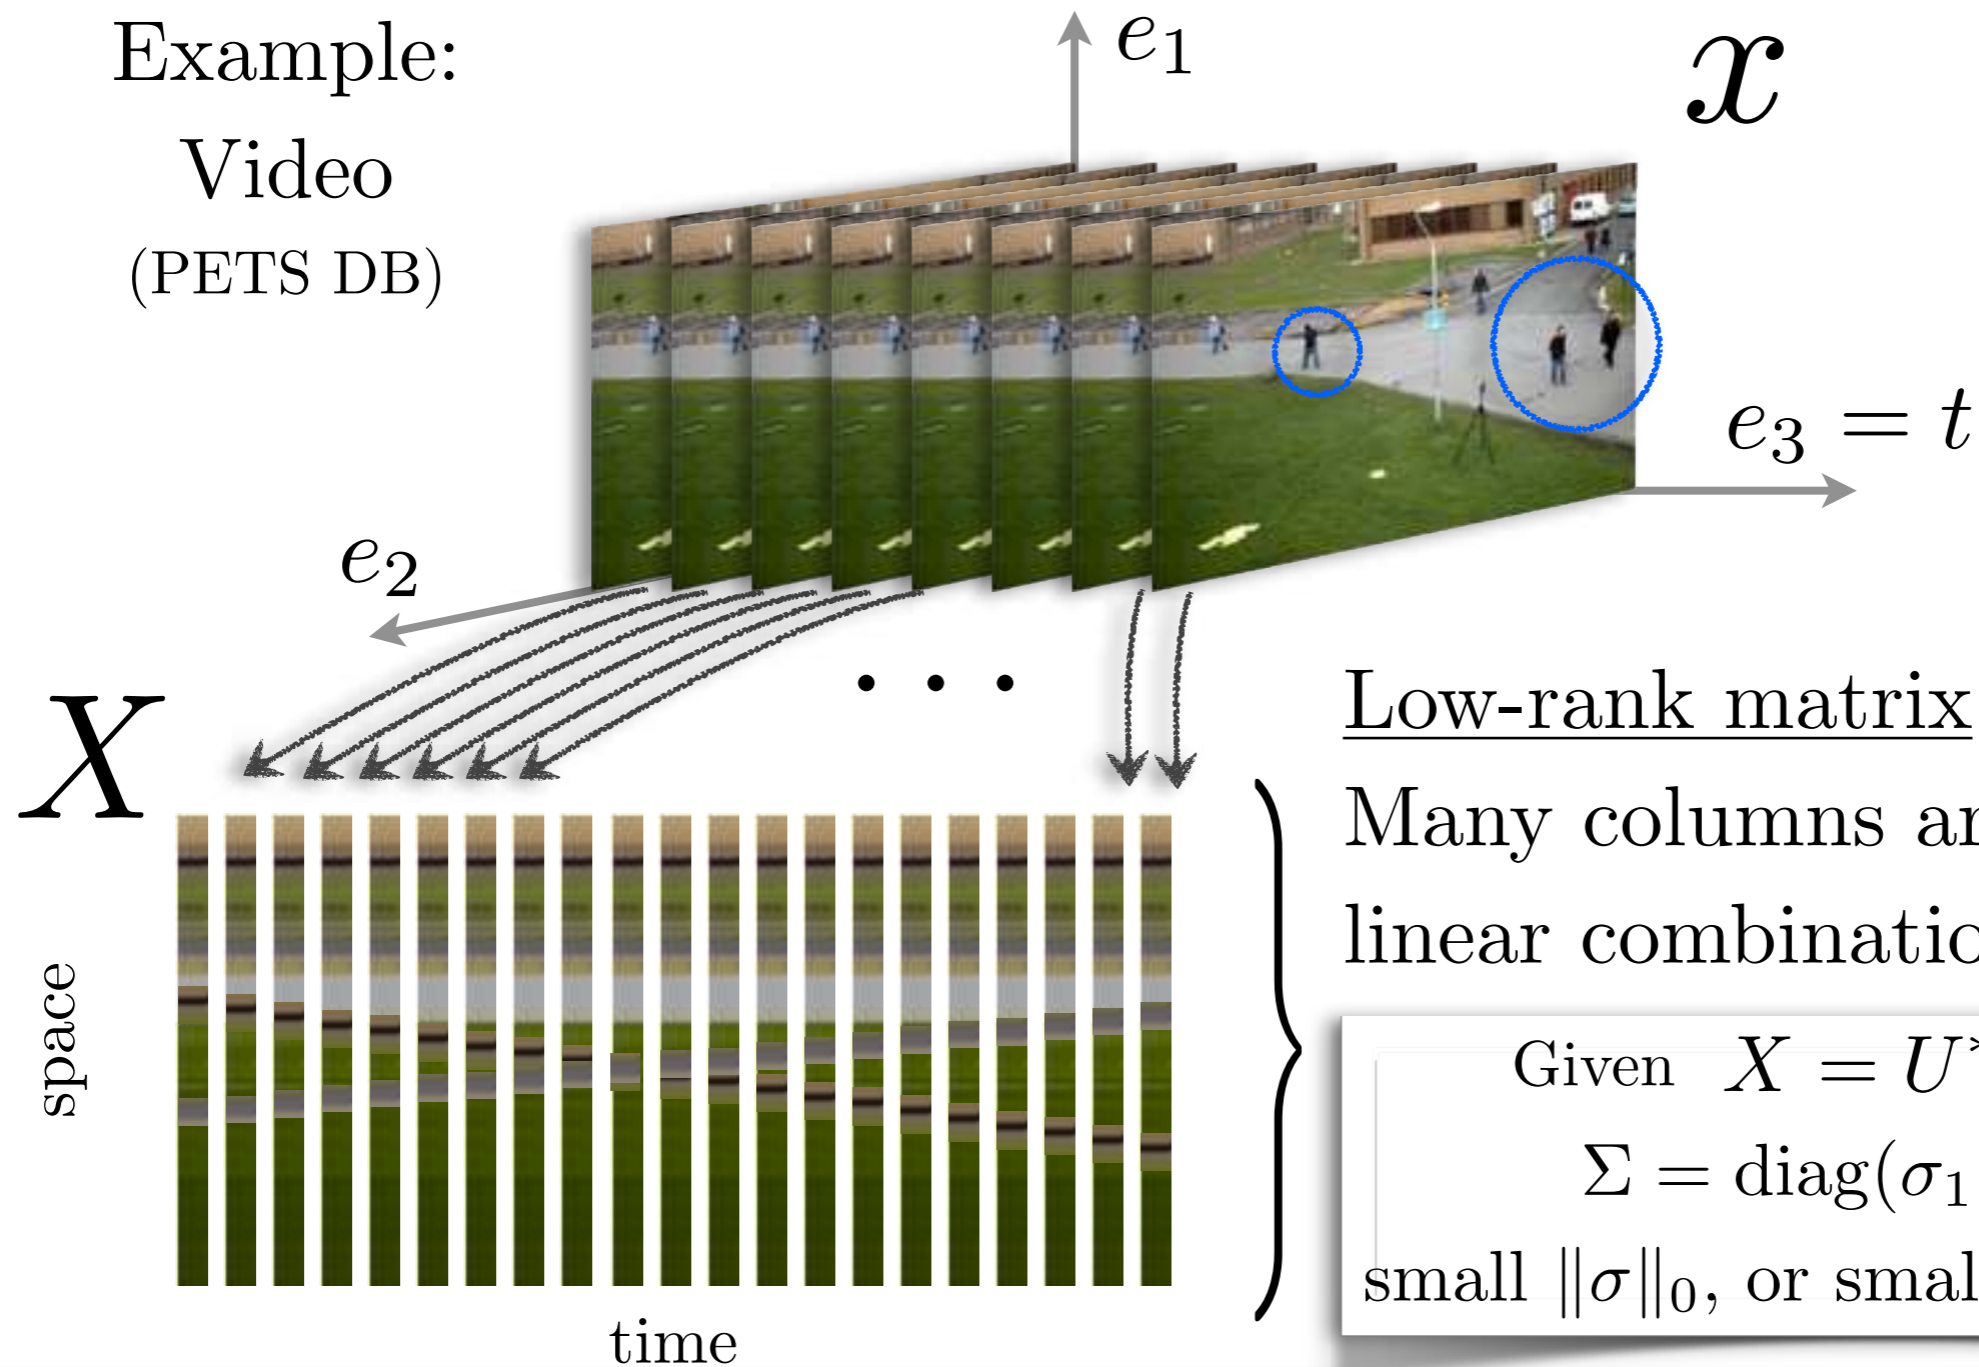 Example:
Video
(PETS DB)
e₁
x
e₃ = t
e₂
X
Low-rank matrix
Many columns ar
linear combinatio
space
Given X = U*
Σ = diag(σ₁
small ‖σ‖₀, or smal
time